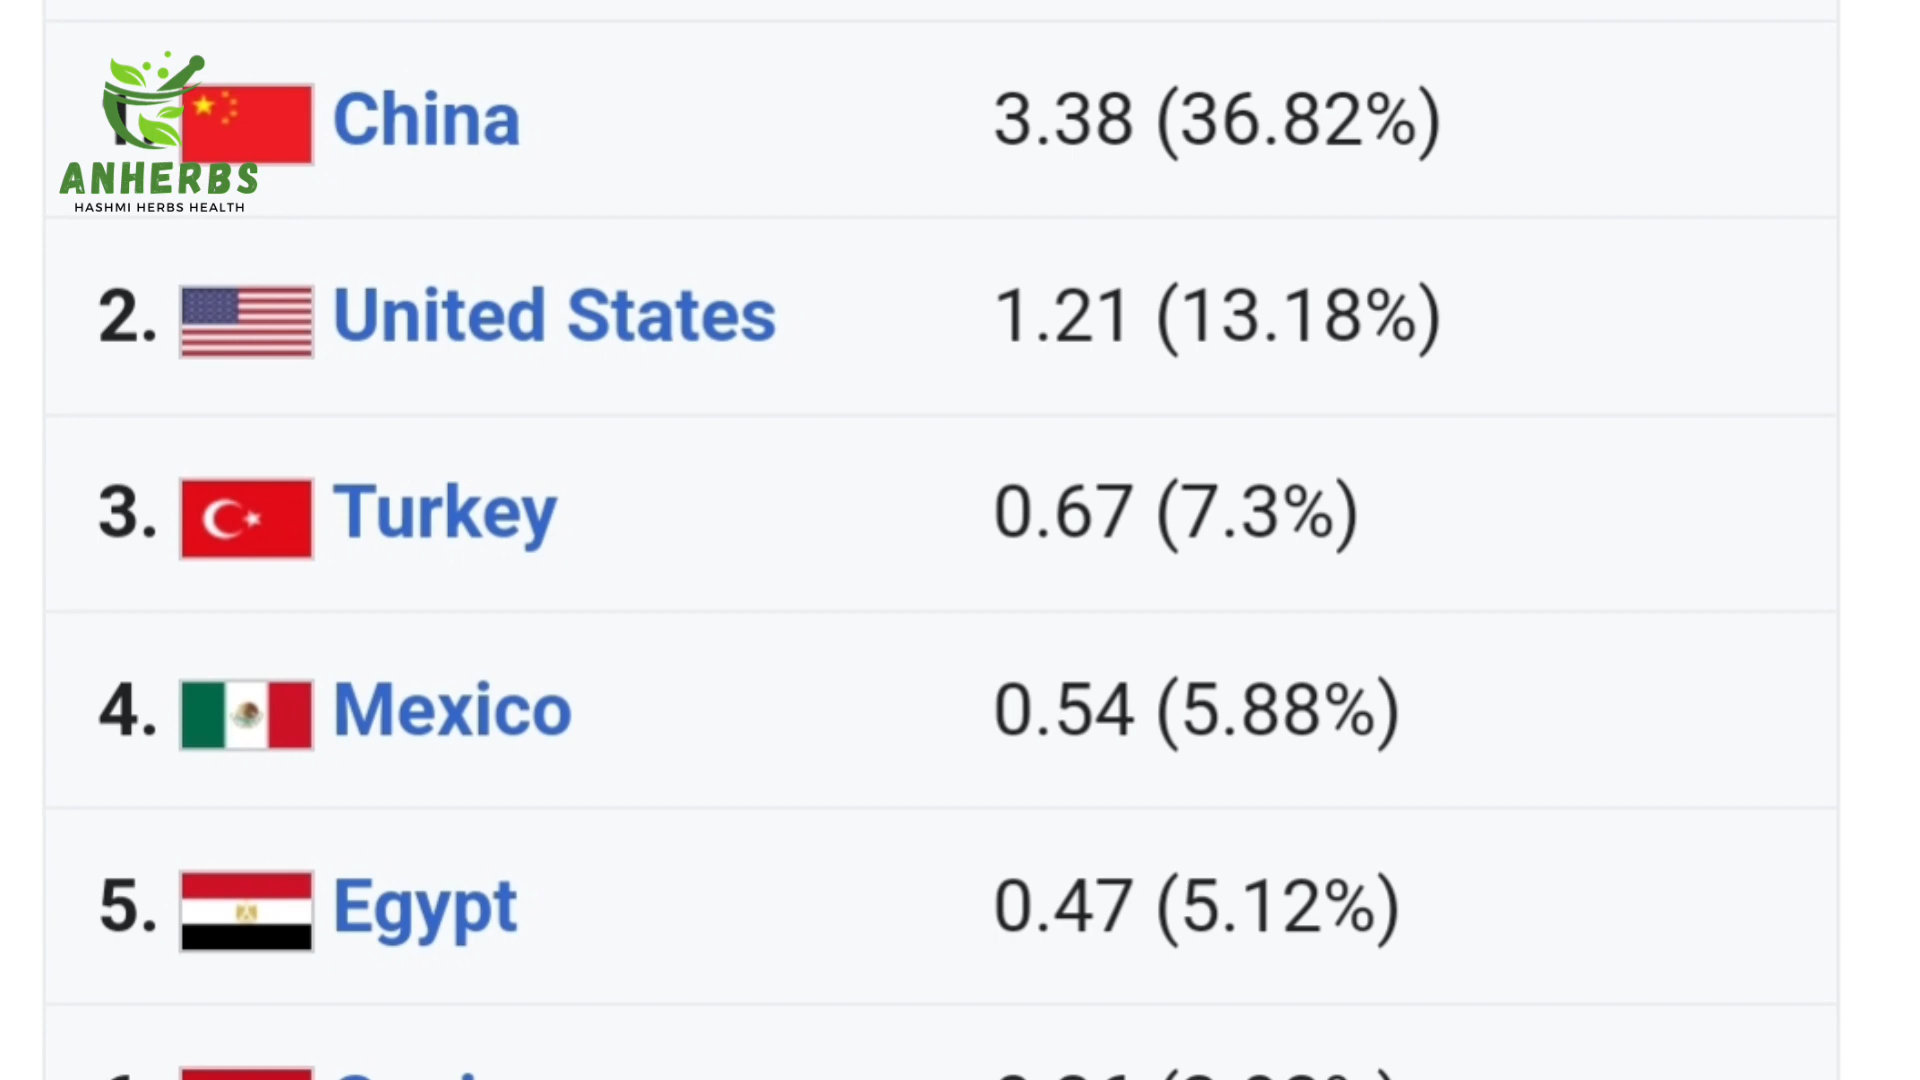 China 3.38 (36.82%)
ANHERBS
HASHMI HERBS HEALTH
2. United States 1.21 (13.18%)
3. Turkey 0.67 (7.3%)
4. Mexico 0.54 (5.88%)
5. Egypt 0.47 (5.12%)